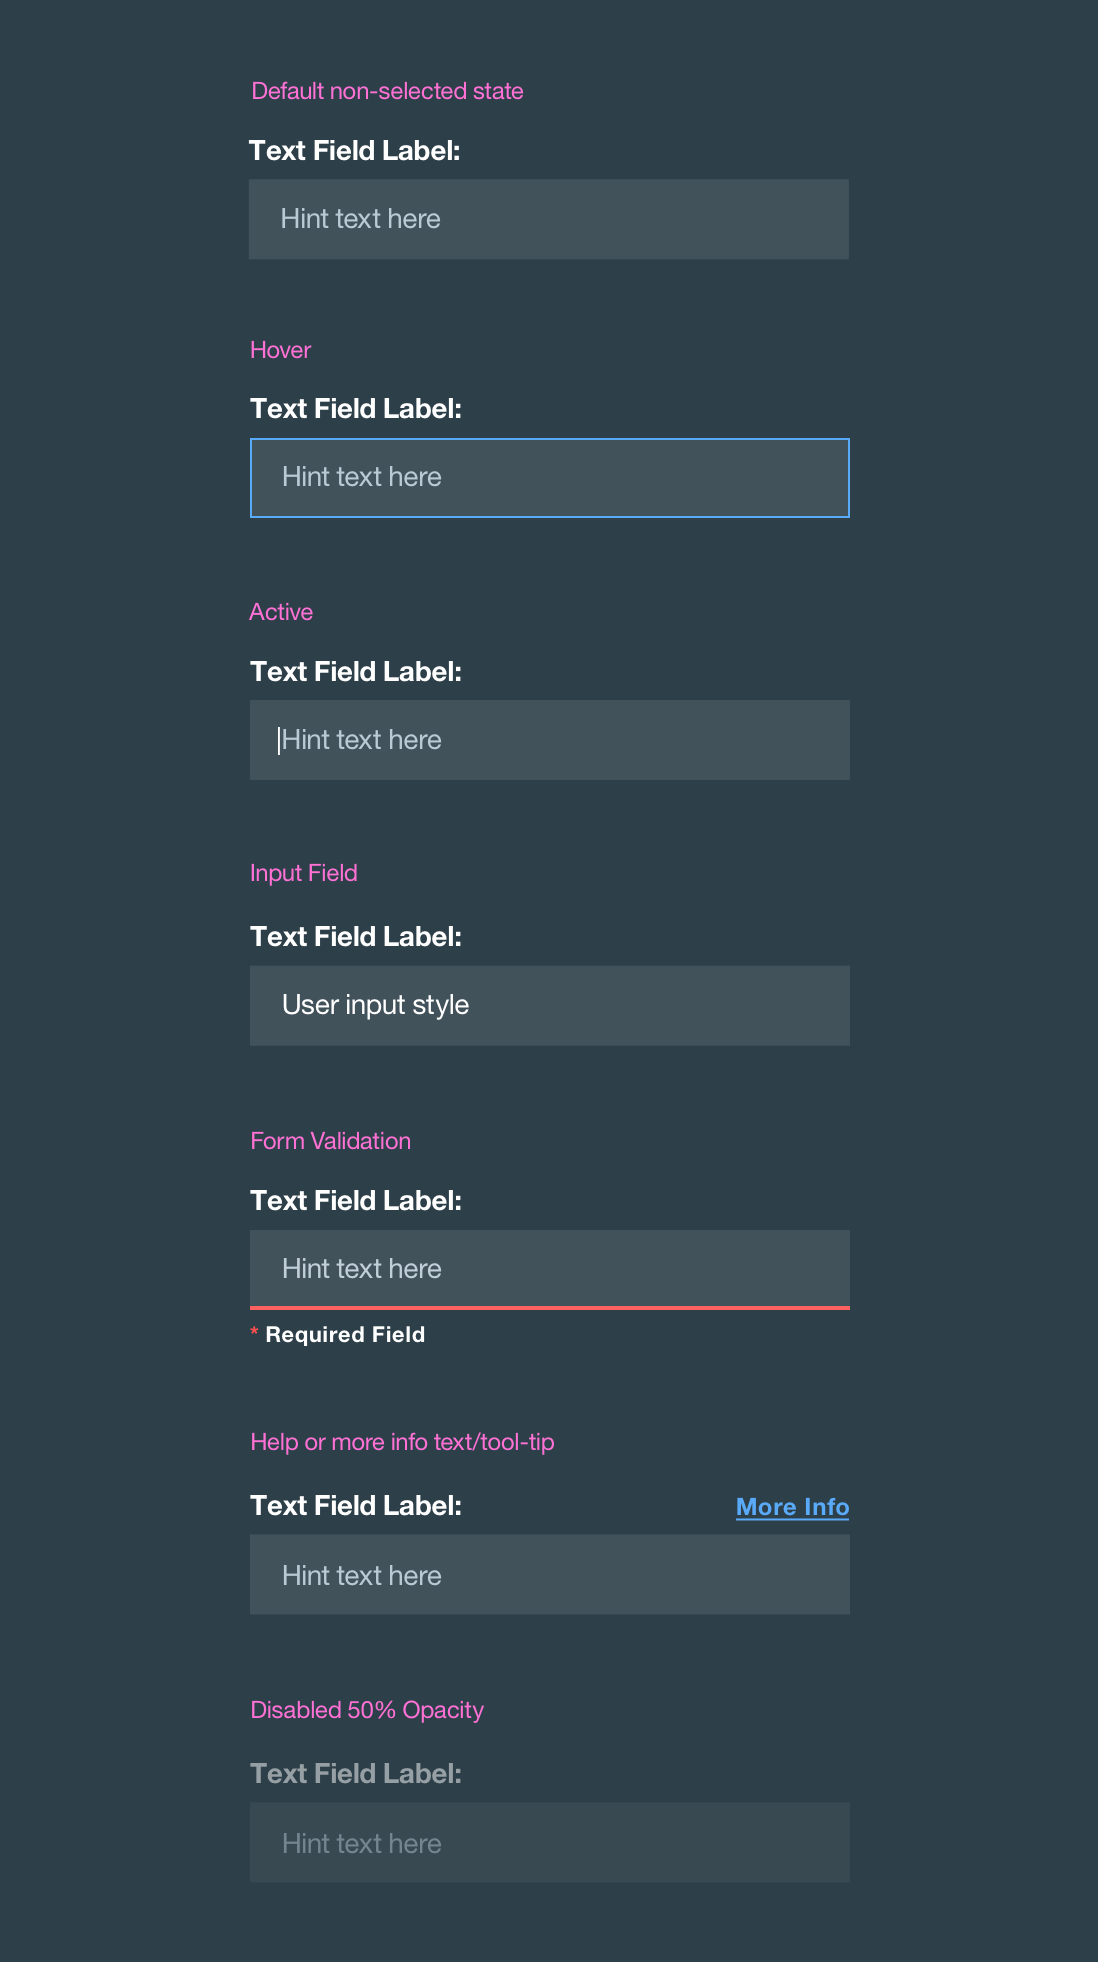 Default non-selected state
Text Field Label:
Hint text here
Hover
Text Field Label:
Hint text here
Active
Text Field Label:
Hint text here
Input Field
Text Field Label:
User input style
Form Validation
Text Field Label:
Hint text here
* Required Field
Help or more info text/tool-tip
Text Field Label: More Info
Hint text here
Disabled 50% Opacity
Text Field Label:
Hint text here